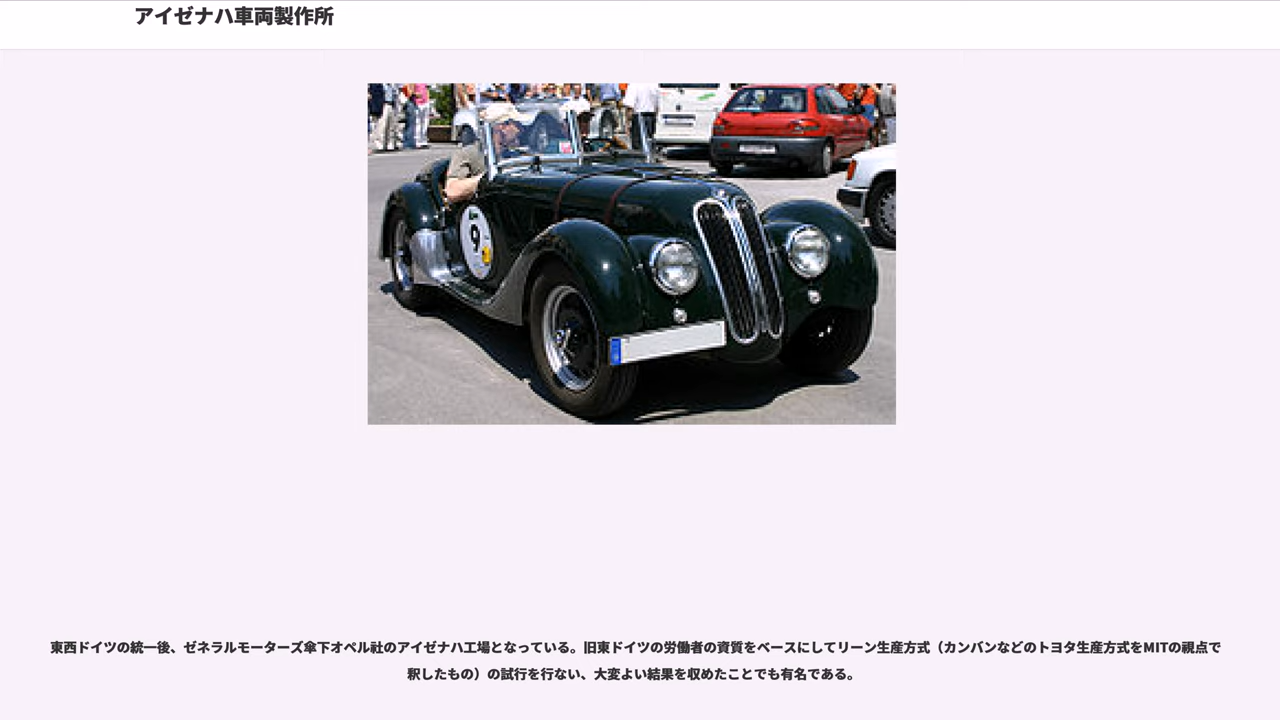 アイゼナハ車両製作所
9
東西ドイツの統一後、ゼネラルモーターズ傘下オペル社のアイゼナハ工場となっている。旧東ドイツの労働者の資質をベースにしてリーン生産方式（カンバンなどのトヨタ生産方式をMITの視点で
釈したもの）の試行を行ない、大変よい結果を収めたことでも有名である。